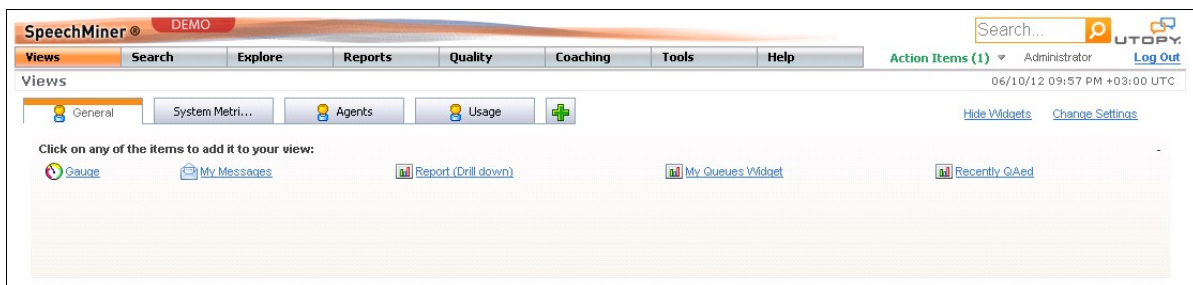 SpeechMiner ® DEMO Search... UTOPY.
Views Search Explore Reports Quality Coaching Tools Help Action Items (1) Administrator Log Out
Views 06/10/12 09:57 PM +03:00 UTC
General System Metri... Agents Usage Hide Widgets Change Settings
Click on any of the items to add it to your view: -
Gauge My Messages Report (Drill down) My Queues Widget Recently QAed